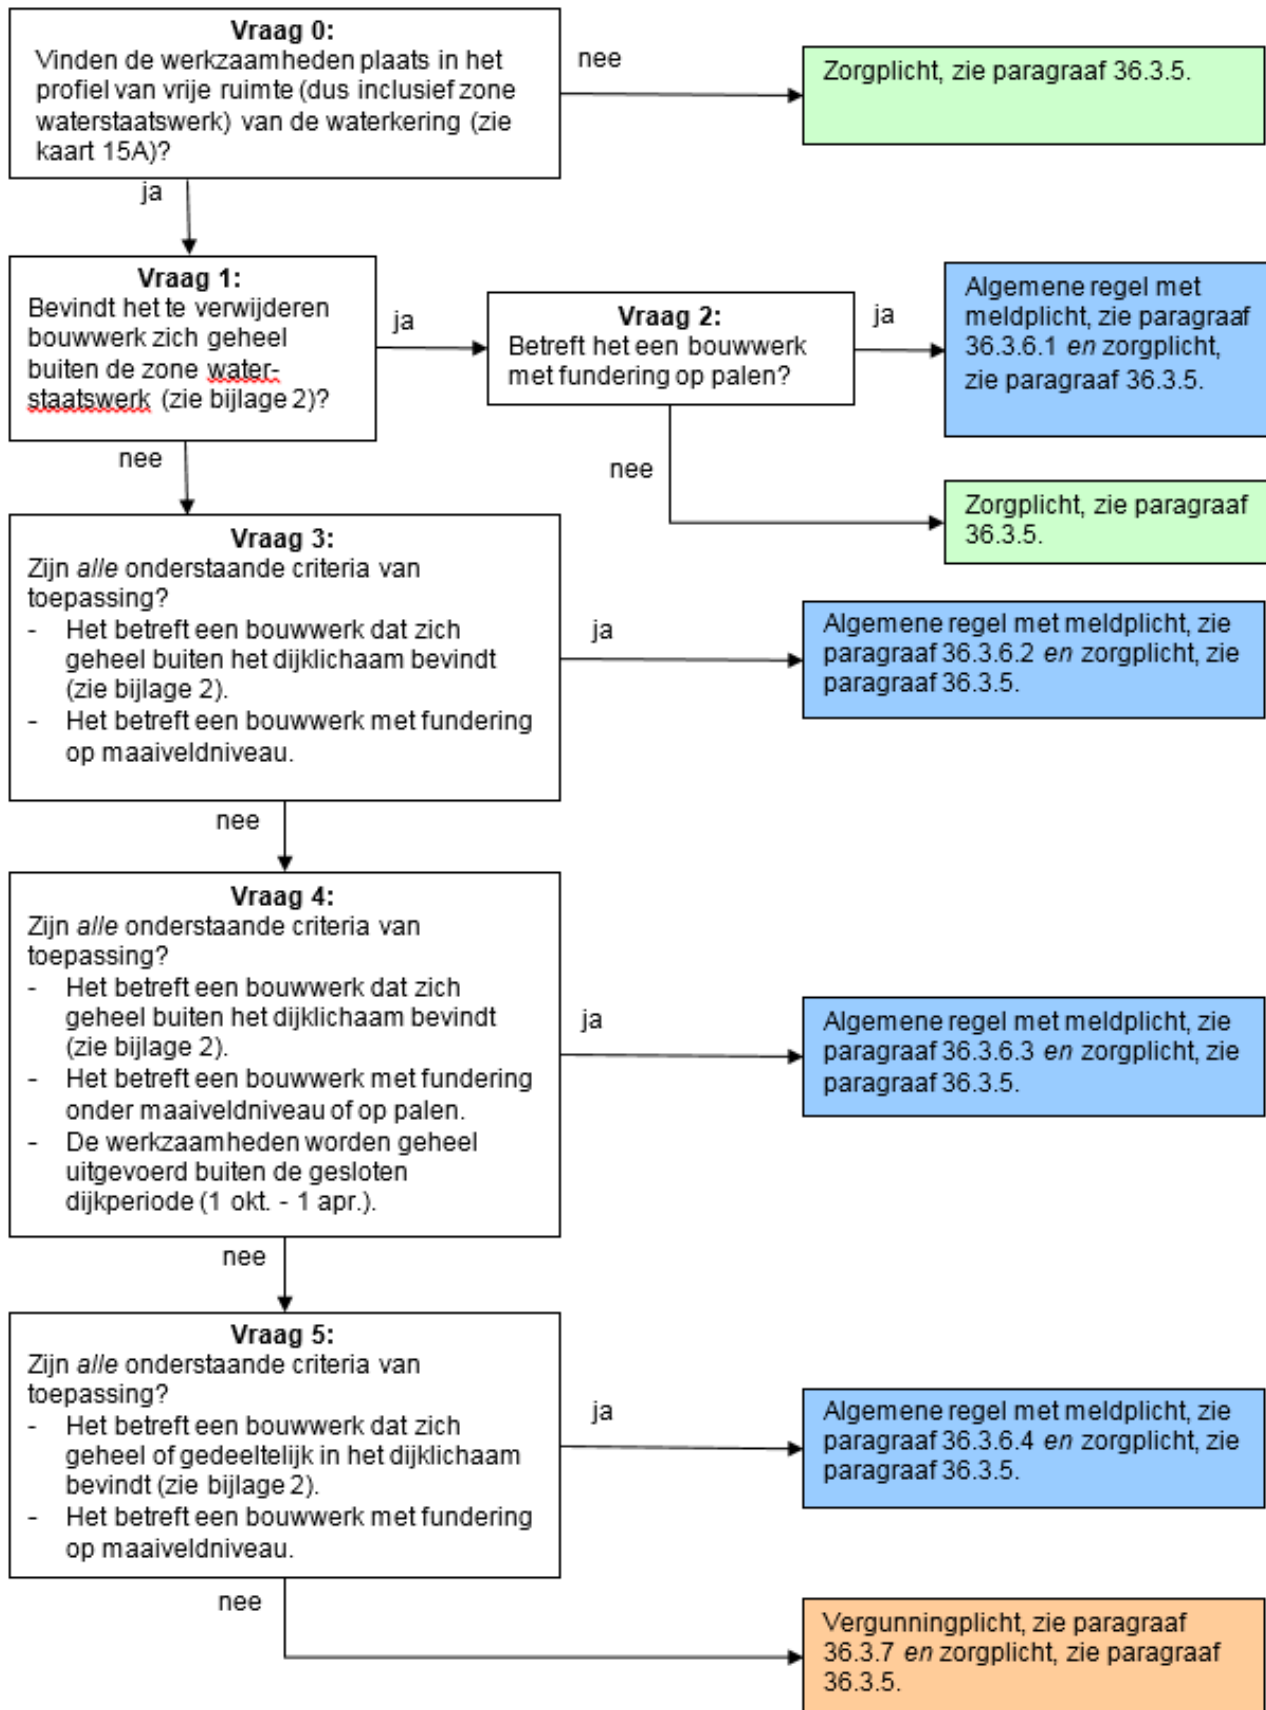 Vraag 0:
Vinden de werkzaamheden plaats in het
profiel van vrije ruimte (dus inclusief zone
waterstaatswerk) van de waterkering (zie
kaart 15A)?
nee
Zorgplicht, zie paragraaf 36.3.5.
ja
Vraag 1:
Bevindt het te verwijderen
bouwwerk zich geheel
buiten de zone water-
staatswerk (zie bijlage 2)?
ja
Vraag 2:
Betreft het een bouwwerk
met fundering op palen?
ja
Algemene regel met
meldplicht, zie paragraaf
36.3.6.1 en zorgplicht,
zie paragraaf 36.3.5.
nee
nee
Zorgplicht, zie paragraaf
36.3.5.
Vraag 3:
Zijn alle onderstaande criteria van
toepassing?
- Het betreft een bouwwerk dat zich
geheel buiten het dijklichaam bevindt
(zie bijlage 2).
- Het betreft een bouwwerk met fundering
op maaiveldniveau.
ja
Algemene regel met meldplicht, zie
paragraaf 36.3.6.2 en zorgplicht, zie
paragraaf 36.3.5.
nee
Vraag 4:
Zijn alle onderstaande criteria van
toepassing?
- Het betreft een bouwwerk dat zich
geheel buiten het dijklichaam bevindt
(zie bijlage 2).
- Het betreft een bouwwerk met fundering
onder maaiveldniveau of op palen.
- De werkzaamheden worden geheel
uitgevoerd buiten de gesloten
dijkperiode (1 okt. - 1 apr.).
ja
Algemene regel met meldplicht, zie
paragraaf 36.3.6.3 en zorgplicht, zie
paragraaf 36.3.5.
nee
Vraag 5:
Zijn alle onderstaande criteria van
toepassing?
- Het betreft een bouwwerk dat zich
geheel of gedeeltelijk in het dijklichaam
bevindt (zie bijlage 2).
- Het betreft een bouwwerk met fundering
op maaiveldniveau.
ja
Algemene regel met meldplicht, zie
paragraaf 36.3.6.4 en zorgplicht, zie
paragraaf 36.3.5.
nee
Vergunningplicht, zie paragraaf
36.3.7 en zorgplicht, zie paragraaf
36.3.5.